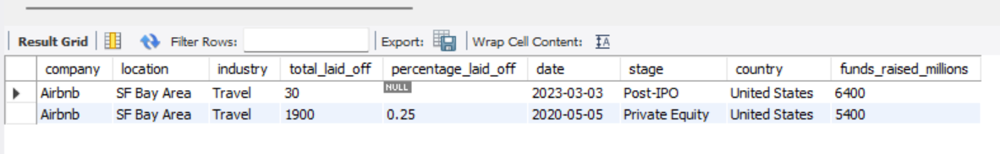 Result Grid Filter Rows: Export: Wrap Cell Content: IA
company location industry total_laid_off percentage_laid_off date stage country funds_raised_millions
Airbnb SF Bay Area Travel 30 NULL 2023-03-03 Post-IPO United States 6400
Airbnb SF Bay Area Travel 1900 0.25 2020-05-05 Private Equity United States 5400